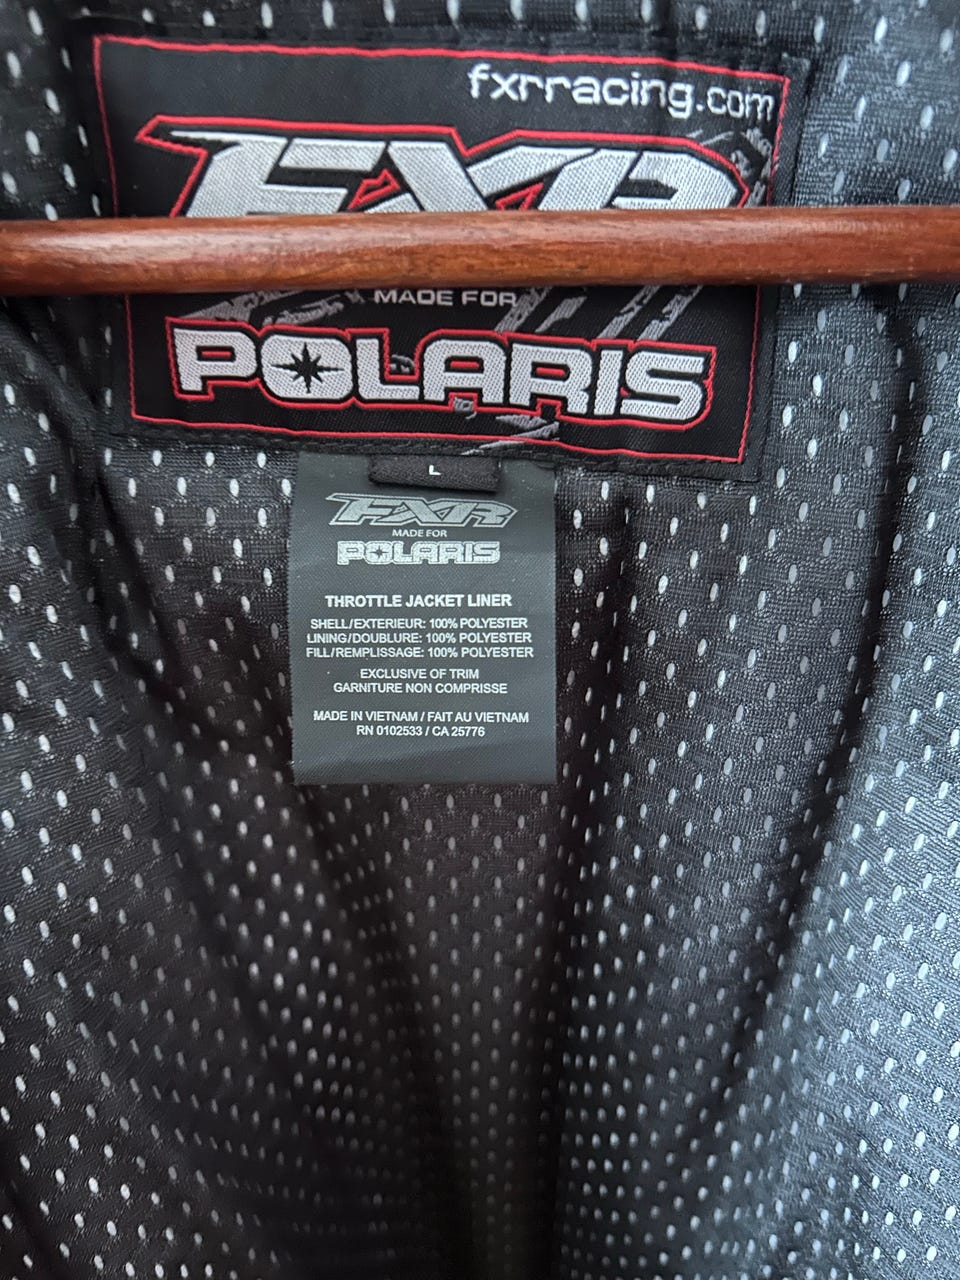 fxrracing.com
FXR
MADE FOR
POLARIS
L
FXR
MADE FOR
POLARIS
THROTTLE JACKET LINER
SHELL/EXTERIEUR: 100% POLYESTER
LINING/DOUBLURE: 100% POLYESTER
FILL/REMPLISSAGE: 100% POLYESTER
EXCLUSIVE OF TRIM
GARNITURE NON COMPRISSE
MADE IN VIETNAM / FAIT AU VIETNAM
RN 0102533 / CA 25776